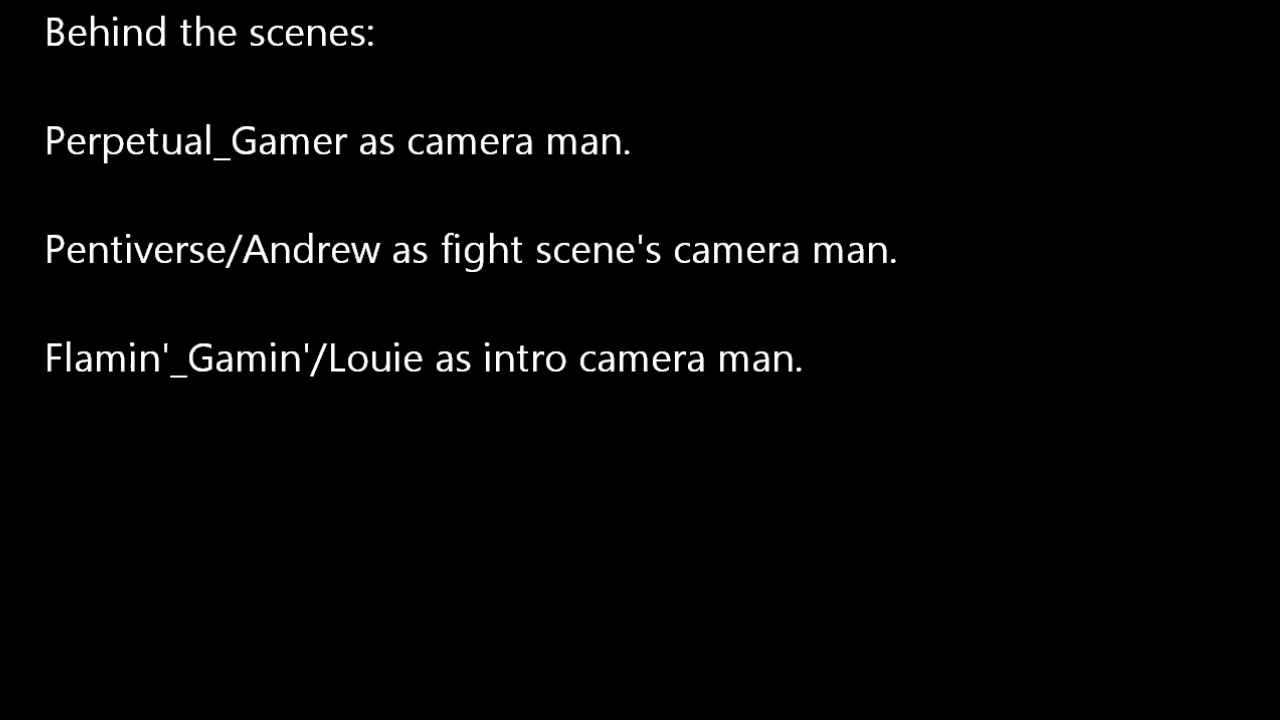 Behind the scenes:
Perpetual_Gamer as camera man.
Pentiverse/Andrew as fight scene's camera man.
Flamin'_Gamin'/Louie as intro camera man.